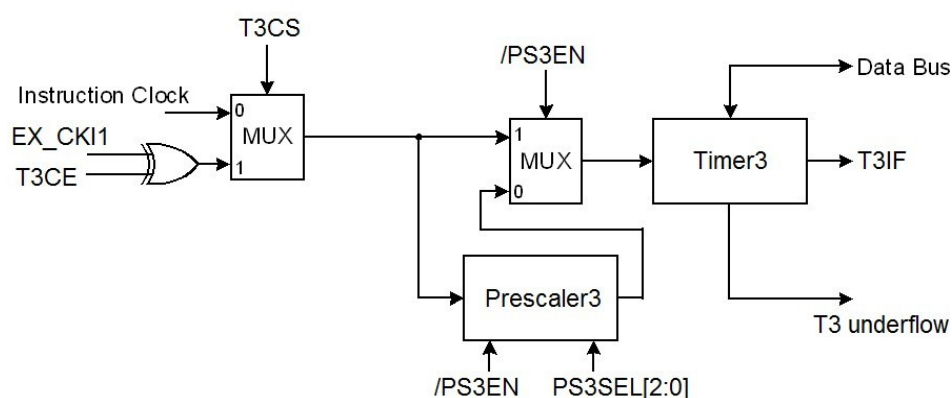 T3CS
/PS3EN
Data Bus
Instruction Clock
0
MUX
1
EX_CKI1
T3CE
1
MUX
0
Timer3
T3IF
Prescaler3
T3 underflow
/PS3EN
PS3SEL[2:0]